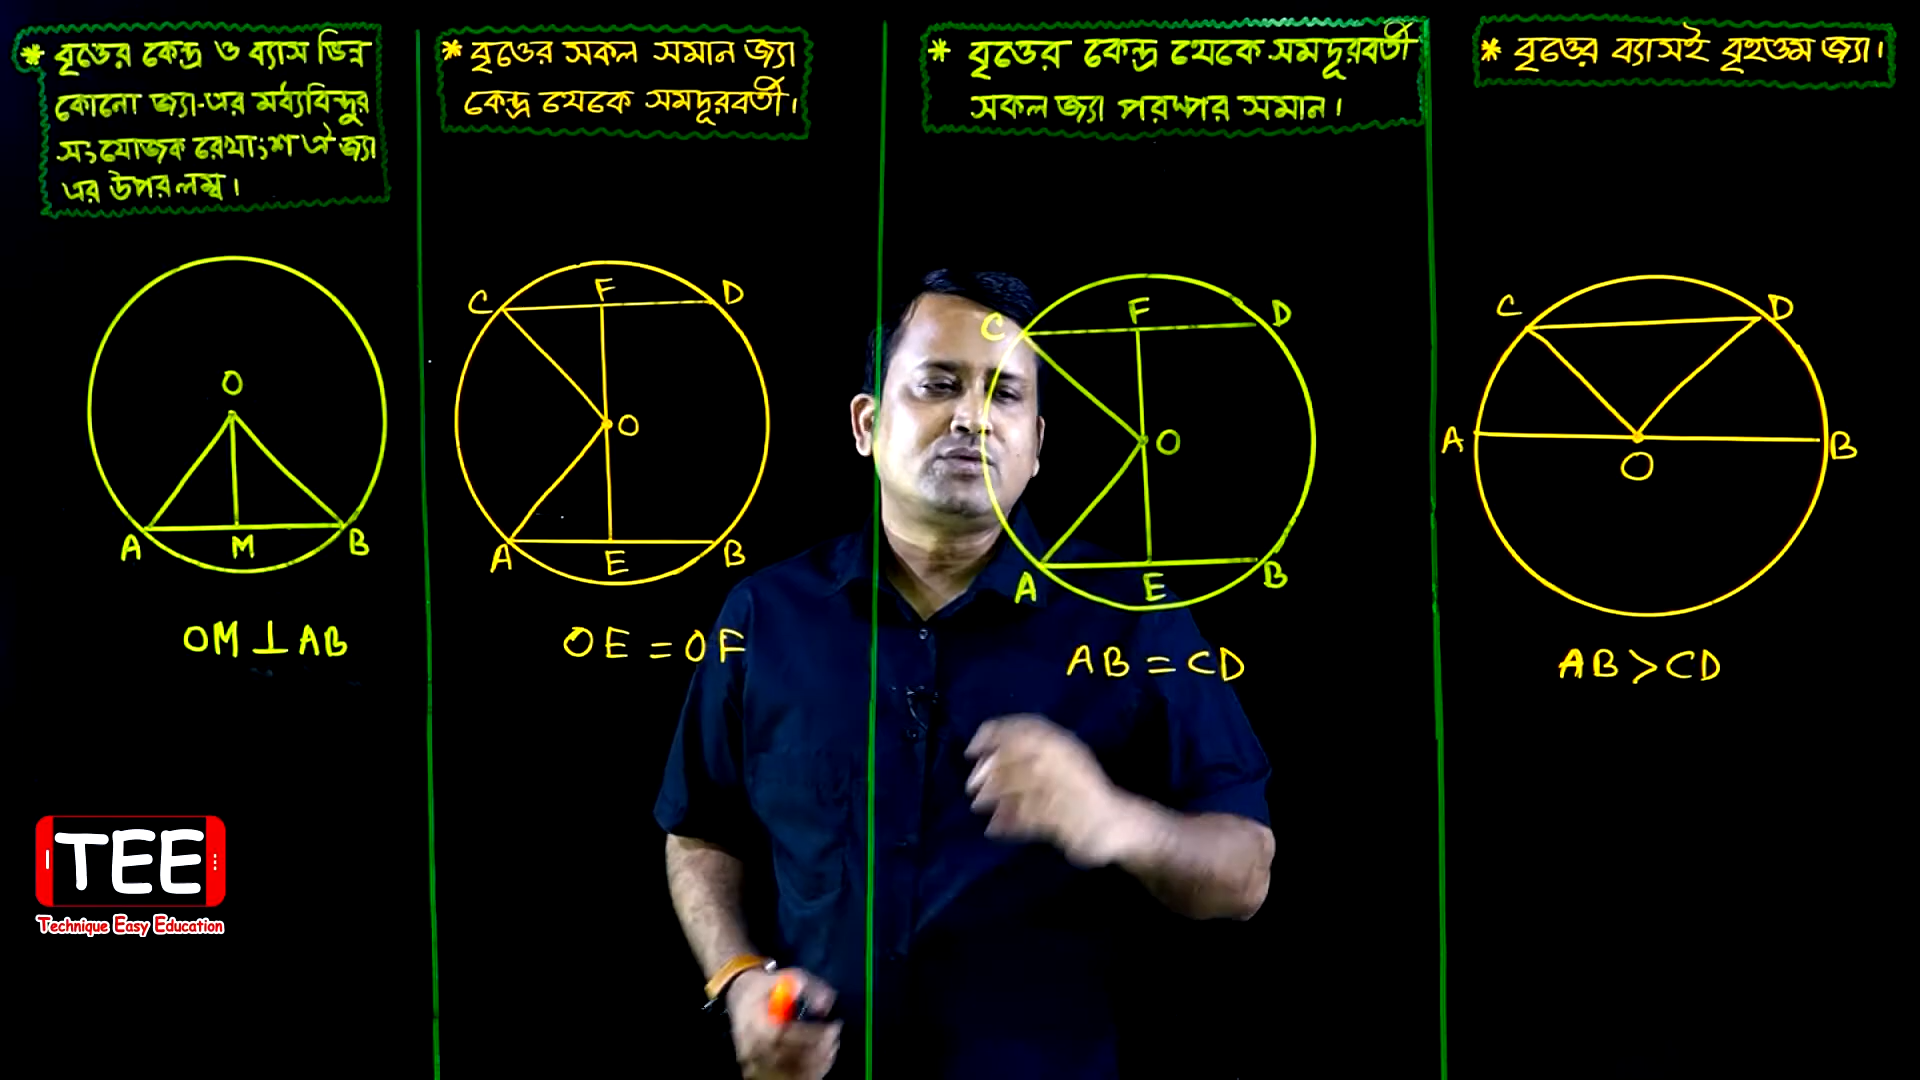 * বৃত্তের কেন্দ্র ও ব্যাস ভিন্ন
কোনো জ্যা-এর মধ্যবিন্দুর
সংযোজক রেখাংশ ঐ জ্যা
এর উপর লম্ব।
O
A M B
OM ⊥ AB
* বৃত্তের সকল সমান জ্যা
কেন্দ্র থেকে সমদূরবর্তী।
C F D
O
A E B
OE = OF
* বৃত্তের কেন্দ্র থেকে সমদূরবর্তী
সকল জ্যা পরস্পর সমান।
C F D
O
A E B
AB = CD
* বৃত্তের ব্যাসই বৃহত্তম জ্যা।
C D
A O B
AB > CD
TEE
Technique Easy Education